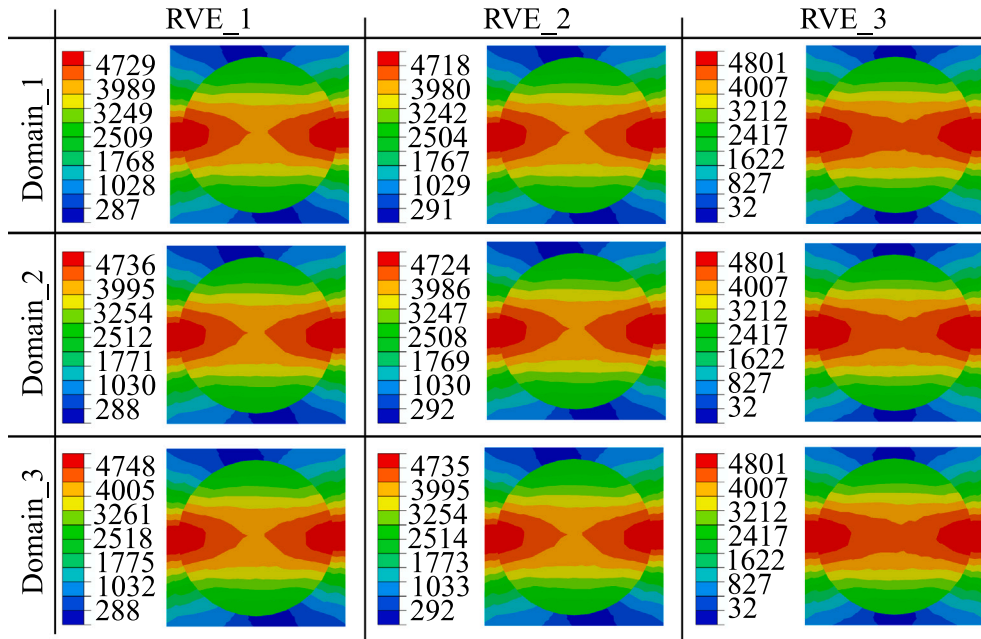 RVE_1 RVE_2 RVE_3
Domain_1
4729 4718 4801
3989 3980 4007
3249 3242 3212
2509 2504 2417
1768 1767 1622
1028 1029 827
287 291 32
Domain_2
4736 4724 4801
3995 3986 4007
3254 3247 3212
2512 2508 2417
1771 1769 1622
1030 1030 827
288 292 32
Domain_3
4748 4735 4801
4005 3995 4007
3261 3254 3212
2518 2514 2417
1775 1773 1622
1032 1033 827
288 292 32